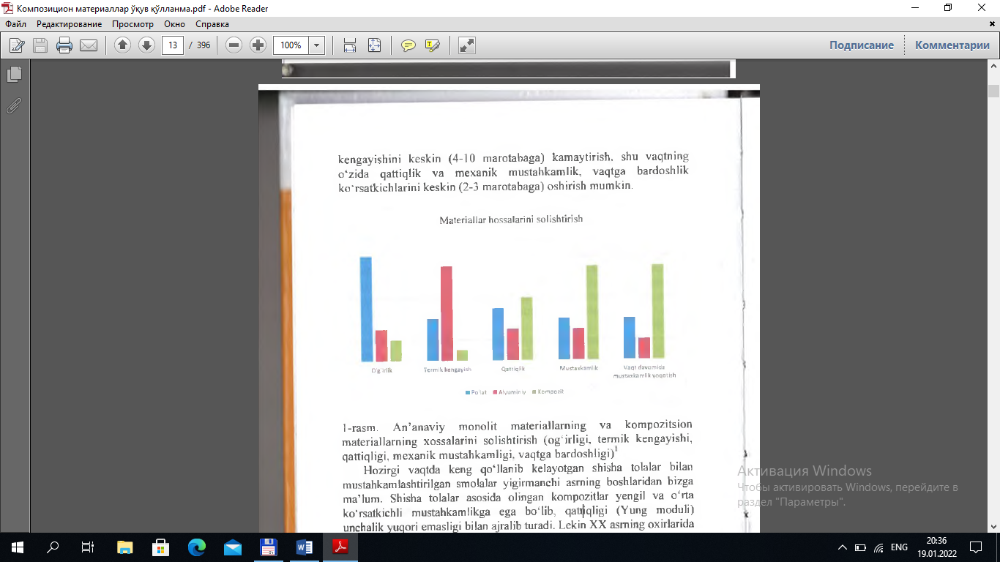 Композицион материаллар ўқув қўлланма.pdf - Adobe Reader
Файл Редактирование Просмотр Окно Справка
13 / 396 100% Подписание Комментарии
kengayishini keskin (4-10 marotabaga) kamaytirish, shu vaqtning
o‘zida qattiqlik va mexanik mustahkamlik, vaqtga bardoshlik
ko‘rsatkichlarini keskin (2-3 marotabaga) oshirish mumkin.
Materiallar hossalarini solishtirish
O'g'irlik Termik kengayish Qattiqlik Mustaxkamlik Vaqt davomida
mustaxkamlik yoqotish
Po'lat Alyuminiy Kompozit
1-rasm. An’anaviy monolit materiallarning va kompozitsion
materiallarning xossalarini solishtirish (og‘irligi, termik kengayishi,
qattiqligi, mexanik mustahkamligi, vaqtga bardoshligi)1
Hozirgi vaqtda keng qo‘llanib kelayotgan shisha tolalar bilan
mustahkamlashtirilgan smolalar yigirmanchi asrning boshlaridan bizga
ma’lum. Shisha tolalar asosida olingan kompozitlar yengil va o‘rta
ko‘rsatkichli mustahkamlikga ega bo‘lib, qattiqligi (Yung moduli)
unchalik yuqori emasligi bilan ajralib turadi. Lekin XX asrning oxirlarida
Активация Windows
Чтобы активировать Windows, перейдите в
раздел "Параметры".
ENG
20:36
19.01.2022